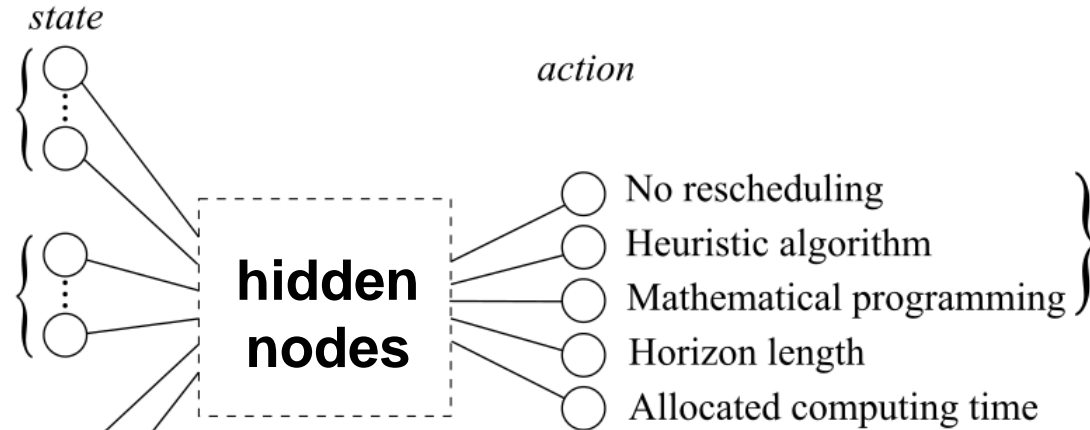 state
action
No rescheduling
Heuristic algorithm
hidden
nodes
Mathematical programming
Horizon length
Allocated computing time